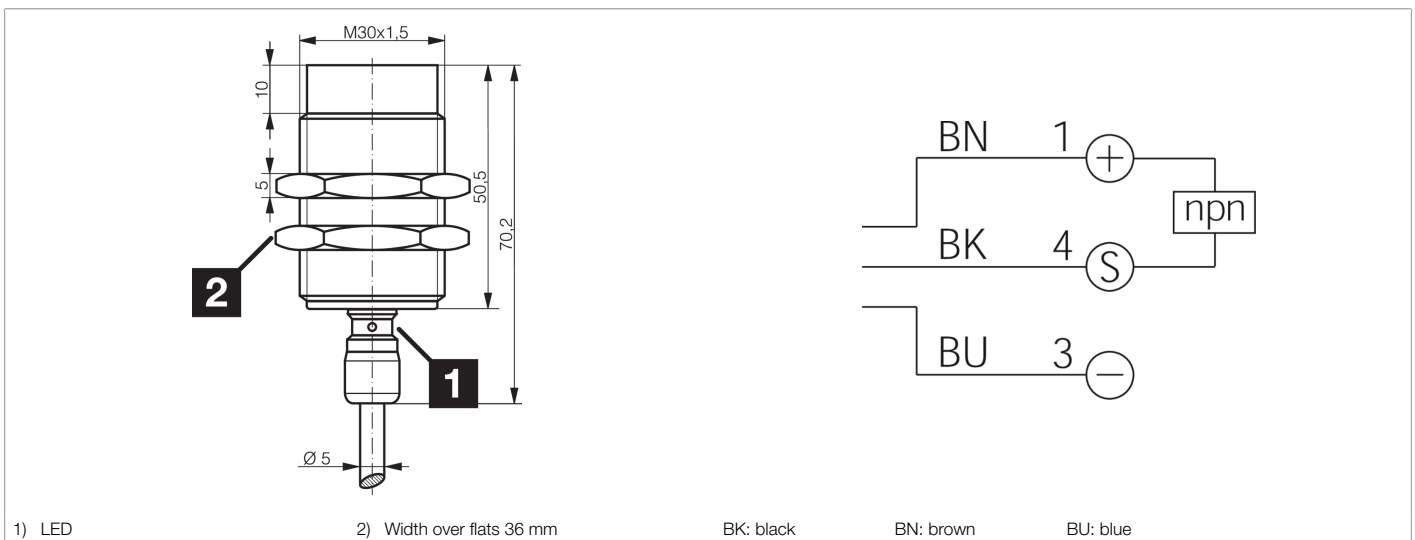 M30x1,5
10
5
50,5
70,2
2
1
Ø 5
BN 1 +
npn
BK 4 S
BU 3 −
1) LED 2) Width over flats 36 mm BK: black BN: brown BU: blue